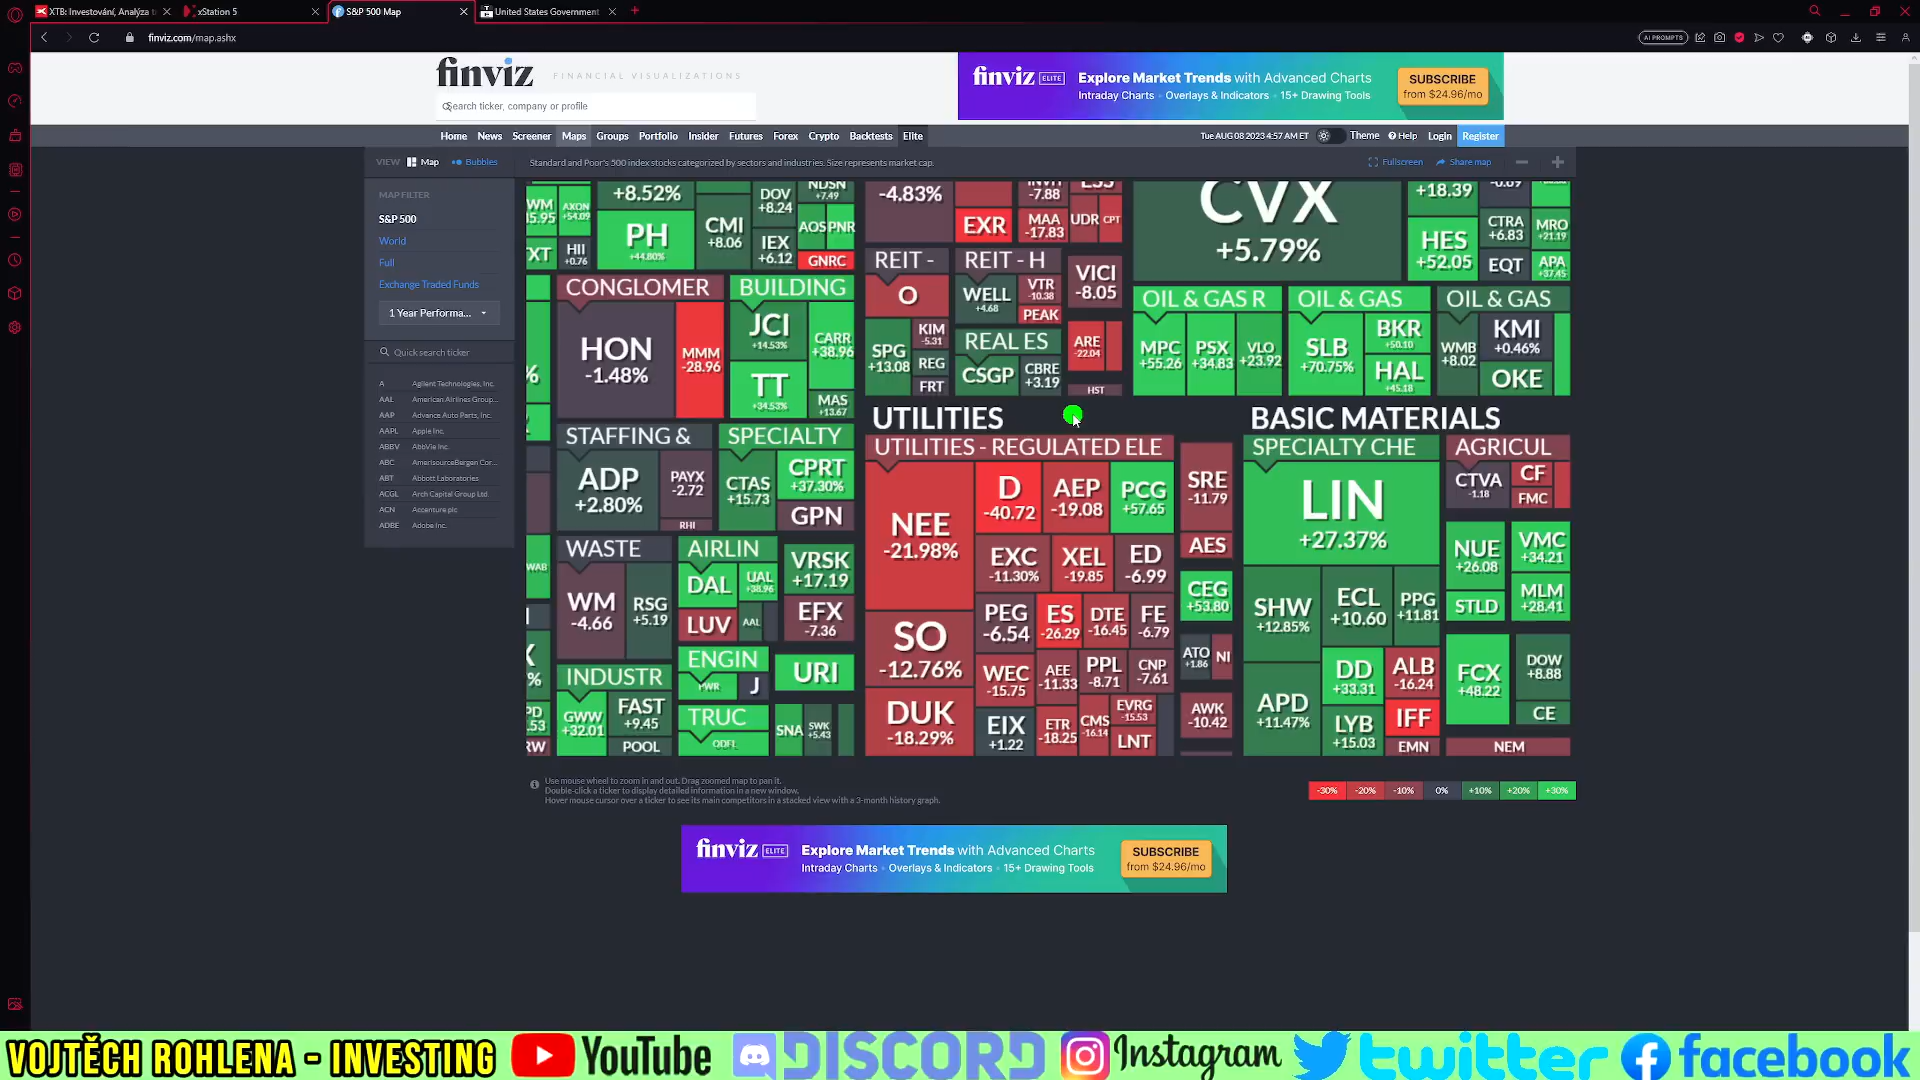 XTB: Investování, Analýza t
xStation 5
S&P 500 Map
United States Government
finviz.com/map.ashx
AI PROMPTS
finviz
FINANCIAL VISUALIZATIONS
Search ticker, company or profile
finviz ELITE
Explore Market Trends with Advanced Charts
Intraday Charts • Overlays & Indicators • 15+ Drawing Tools
SUBSCRIBE
from $24.96/mo
Home News Screener Maps Groups Portfolio Insider Futures Forex Crypto Backtests Elite
Tue AUG 08 2023 4:57 AM ET
Theme
Help
Login
Register
VIEW
Map
Bubbles
Standard and Poor's 500 index stocks categorized by sectors and industries. Size represents market cap.
Fullscreen
Share map
MAP FILTER
S&P 500
World
Full
Exchange Traded Funds
1 Year Performa...
Quick search ticker
A Agilent Technologies, Inc.
AAL American Airlines Group...
AAP Advance Auto Parts, Inc.
AAPL Apple Inc.
ABBV AbbVie Inc.
ABC AmerisourceBergen Cor...
ABT Abbott Laboratories
ACGL Arch Capital Group Ltd.
ACN Accenture plc
ADBE Adobe Inc.
AXON
+54.09
+8.52%
PH
+44.80%
HII
+0.76
CMI
+8.06
DOV
+8.24
IEX
+6.12
NDSN
+7.49
AOS
PNR
GNRC
CONGLOMER
HON
-1.48%
MMM
-28.96
BUILDING
JCI
+14.53%
TT
+34.53%
CARR
+38.96
MAS
+13.67
STAFFING &
ADP
+2.80%
PAYX
-2.72
RHI
SPECIALTY
CTAS
+15.73
CPRT
+37.30%
GPN
WASTE
WM
-4.66
RSG
+5.19
AIRLIN
DAL
UAL
+38.96
LUV
AAL
VRSK
+17.19
EFX
-7.36
INDUSTR
GWW
+32.01
FAST
+9.45
POOL
ENGIN
PWR
J
URI
TRUC
ODFL
SNA
SWK
+5.43
WAB
-4.83%
EXR
INVH
-7.88
MAA
-17.83
ESS
UDR
CPT
REIT -
O
SPG
+13.08
KIM
-5.31
REG
FRT
REIT - H
WELL
+4.68
VTR
-10.38
PEAK
VICI
-8.05
REAL ES
CSGP
CBRE
+3.19
ARE
-22.04
HST
CVX
+5.79%
+18.39
HES
+52.05
CTRA
+6.83
EQT
MRO
+21.19
APA
+37.45
OIL & GAS R
MPC
+55.26
PSX
+34.83
VLO
+23.92
OIL & GAS
SLB
+70.75%
BKR
+50.10
HAL
+45.18
OIL & GAS
WMB
+8.02
KMI
+0.46%
OKE
UTILITIES
UTILITIES - REGULATED ELE
NEE
-21.98%
SO
-12.76%
DUK
-18.29%
D
-40.72
AEP
-19.08
PCG
+57.65
EXC
-11.30%
XEL
-19.85
ED
-6.99
PEG
-6.54
ES
-26.29
DTE
-16.45
FE
-6.79
WEC
-15.75
AEE
-11.33
PPL
-8.71
CNP
-7.61
EIX
+1.22
ETR
-18.25
CMS
-16.14
EVRG
-15.53
LNT
SRE
-11.79
AES
CEG
+53.80
ATO
+1.86
NI
AWK
-10.42
BASIC MATERIALS
SPECIALTY CHE
LIN
+27.37%
SHW
+12.85%
ECL
+10.60
PPG
+11.81
APD
+11.47%
DD
+33.31
ALB
-16.24
LYB
+15.03
IFF
EMN
AGRICUL
CTVA
-1.18
CF
FMC
NUE
+26.08
STLD
VMC
+34.21
MLM
+28.41
FCX
+48.22
DOW
+8.88
CE
NEM
Use mouse wheel to zoom in and out. Drag zoomed map to pan it.
Double-click a ticker to display detailed information in a new window.
Hover mouse cursor over a ticker to see its main competitors in a stacked view with a 3-month history graph.
-30% -20% -10% 0% +10% +20% +30%
finviz ELITE
Explore Market Trends with Advanced Charts
Intraday Charts • Overlays & Indicators • 15+ Drawing Tools
SUBSCRIBE
from $24.96/mo
VOJTĚCH ROHLENA - INVESTING YouTube DISCORD Instagram twitter facebook